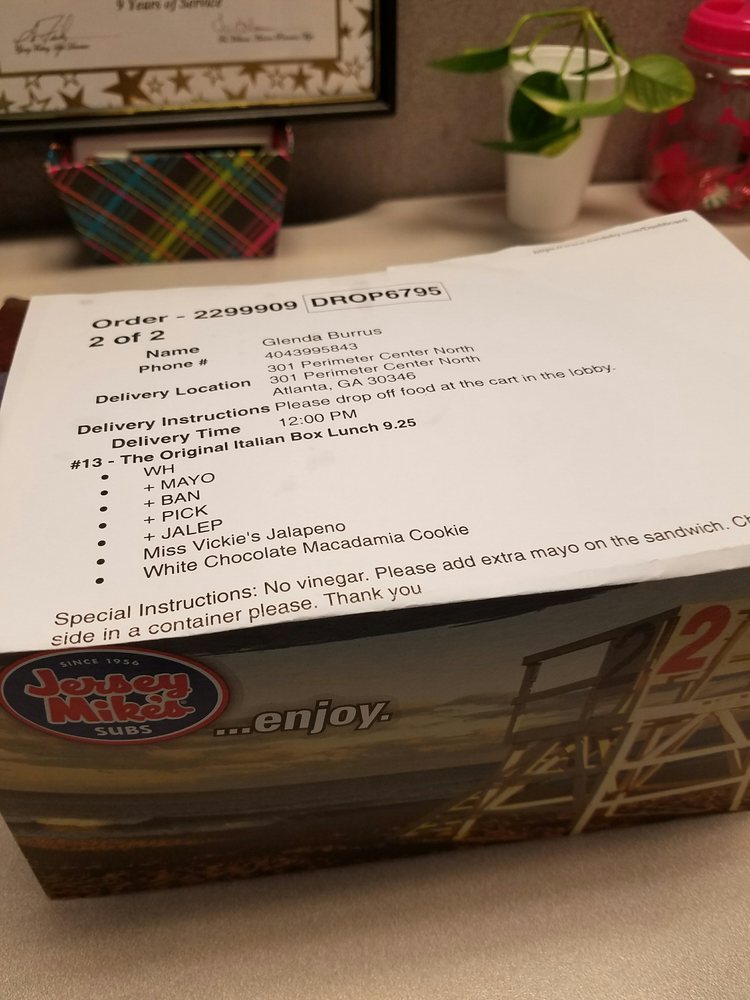 9 Years of Service
Order - 2299909 DROP6795
2 of 2
Name Glenda Burrus
Phone # 4043995843
301 Perimeter Center North
Delivery Location 301 Perimeter Center North
Atlanta, GA 30346
Delivery Instructions Please drop off food at the cart in the lobby.
Delivery Time 12:00 PM
#13 - The Original Italian Box Lunch 9.25
• WH
• + MAYO
• + BAN
• + PICK
• + JALEP
• Miss Vickie's Jalapeno
• White Chocolate Macadamia Cookie
Special Instructions: No vinegar. Please add extra mayo on the sandwich. Ch
side in a container please. Thank you
SINCE 1956
Jersey
Mike's
SUBS
...enjoy.
2
2